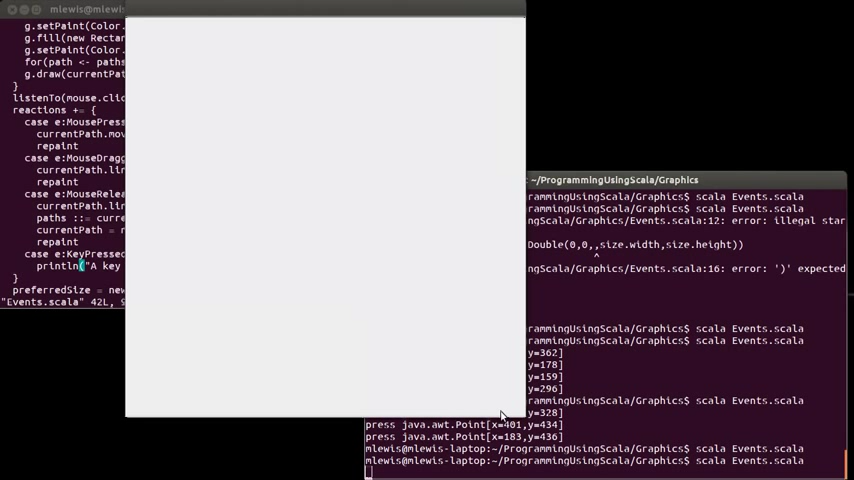 mlewis@mlewis
g.setPaint(Color.
g.fill(new Rectan
g.setPaint(Color.
for(path <- paths
g.draw(currentPat
}
listenTo(mouse.clic
reactions += {
case e:MousePress
currentPath.mov
repaint
case e:MouseDragg
currentPath.lin
repaint
case e:MouseRelea
currentPath.lin
paths ::= curre
currentPath = n
repaint
case e:KeyPressed
println("A key
}
preferredSize = new
"Events.scala" 42L, 9
: ~/ProgrammingUsingScala/Graphics
rammingUsingScala/Graphics$ scala Events.scala
rammingUsingScala/Graphics$ scala Events.scala
ngScala/Graphics/Events.scala:12: error: illegal star
Double(0,0,,size.width,size.height))
^
ngScala/Graphics/Events.scala:16: error: ')' expected
rammingUsingScala/Graphics$ scala Events.scala
rammingUsingScala/Graphics$ scala Events.scala
y=362]
y=178]
y=159]
y=296]
rammingUsingScala/Graphics$ scala Events.scala
y=328]
press java.awt.Point[x=401,y=434]
press java.awt.Point[x=183,y=436]
mlewis@mlewis-laptop:~/ProgrammingUsingScala/Graphics$ scala Events.scala
mlewis@mlewis-laptop:~/ProgrammingUsingScala/Graphics$ scala Events.scala